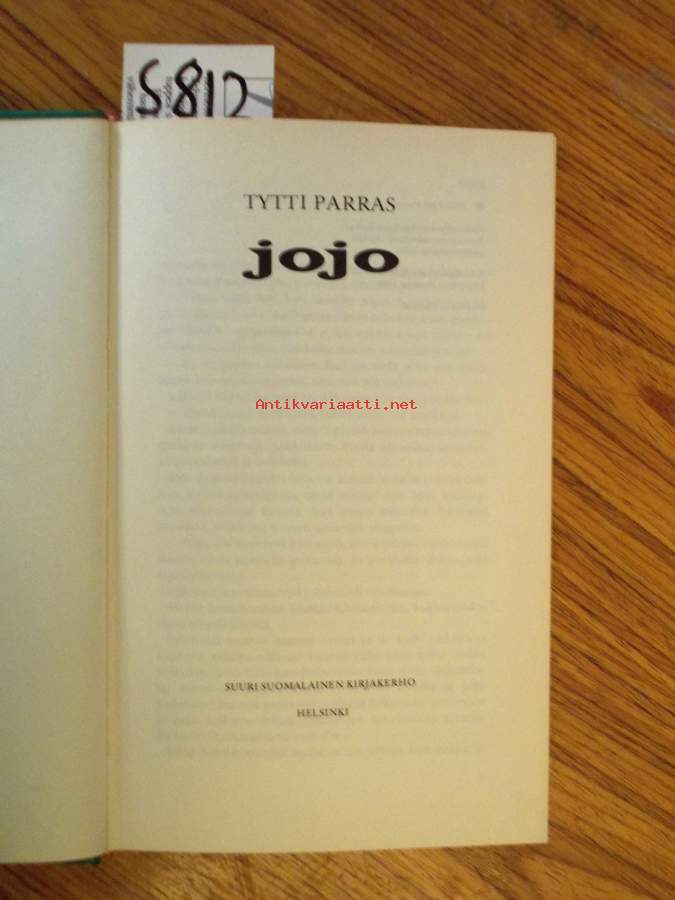 S812
TYTTI PARRAS
jojo
Antikvariaatti.net
SUURI SUOMALAINEN KIRJAKERHO
HELSINKI